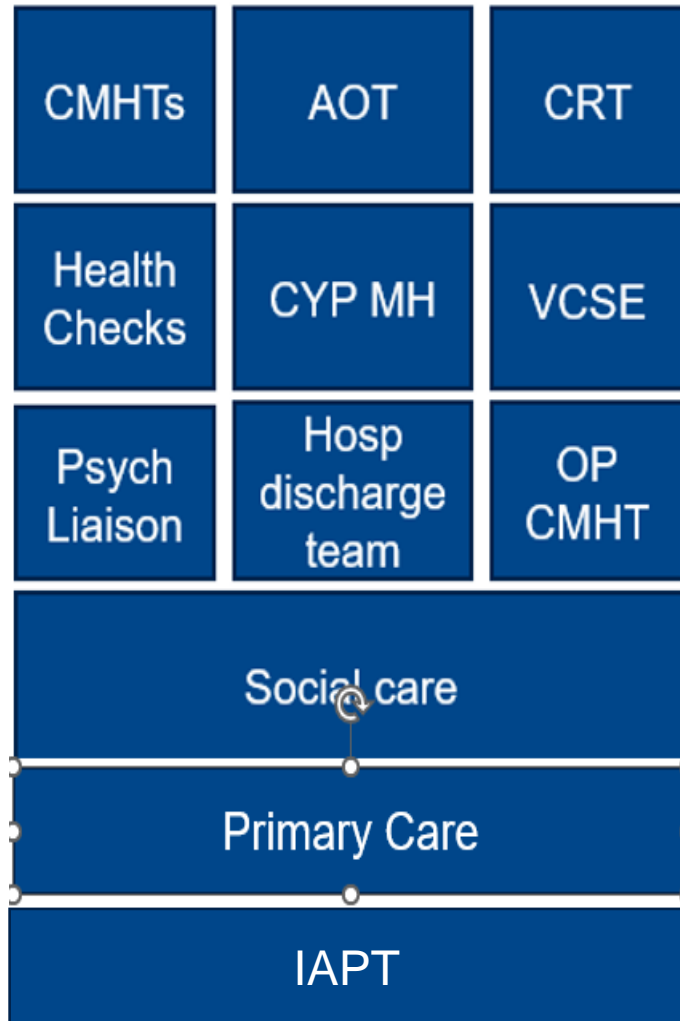 CMHTs
AOT
CRT
Health
Checks
CYP MH
VCSE
Psych
Liaison
Hosp
discharge
team
OP
CMHT
Social care
Primary Care
IAPT